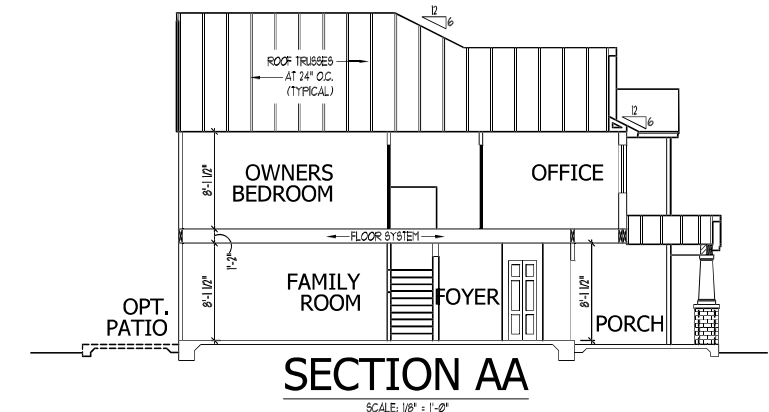 12
6
ROOF TRUSSES
AT 24" O.C.
(TYPICAL)
12
6
OWNERS
BEDROOM
OFFICE
8'-1 1/2"
FLOOR SYSTEM
1'-2"
FAMILY
ROOM
FOYER
8'-1 1/2"
8'-1 1/2"
OPT.
PATIO
PORCH
SECTION AA
SCALE: 1/8" = 1'-0"